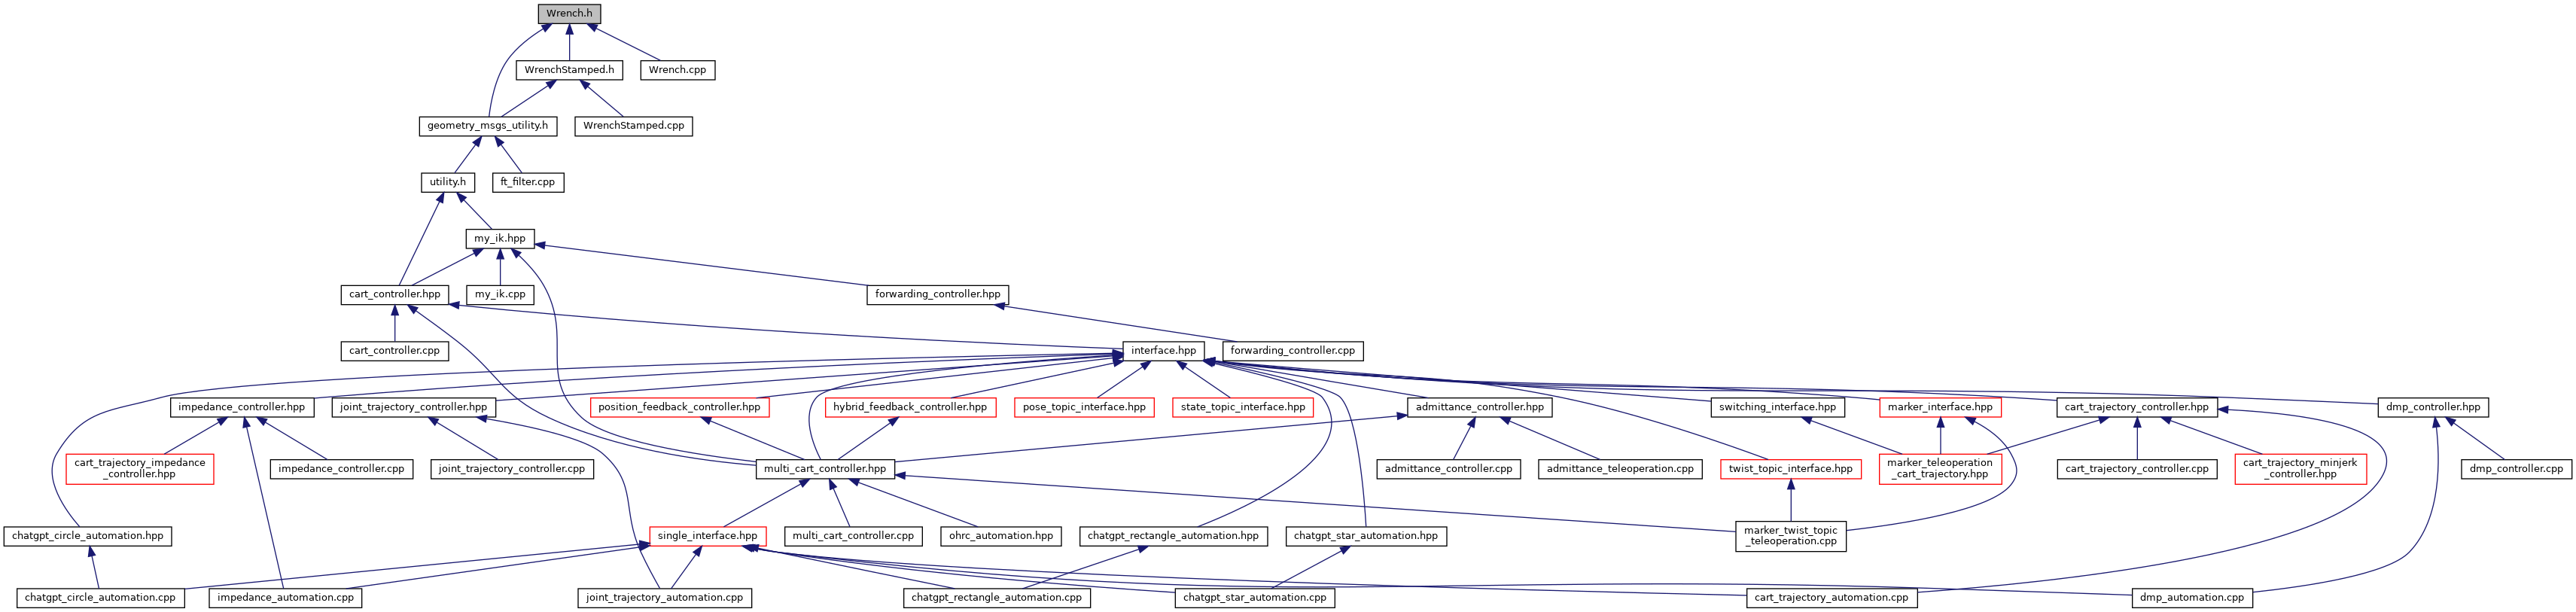 Wrench.h
WrenchStamped.h
Wrench.cpp
geometry_msgs_utility.h
WrenchStamped.cpp
utility.h
ft_filter.cpp
my_ik.hpp
cart_controller.hpp
my_ik.cpp
forwarding_controller.hpp
cart_controller.cpp
interface.hpp
forwarding_controller.cpp
impedance_controller.hpp
joint_trajectory_controller.hpp
position_feedback_controller.hpp
hybrid_feedback_controller.hpp
pose_topic_interface.hpp
state_topic_interface.hpp
admittance_controller.hpp
switching_interface.hpp
marker_interface.hpp
cart_trajectory_controller.hpp
dmp_controller.hpp
cart_trajectory_impedance
_controller.hpp
impedance_controller.cpp
joint_trajectory_controller.cpp
multi_cart_controller.hpp
admittance_controller.cpp
admittance_teleoperation.cpp
twist_topic_interface.hpp
marker_teleoperation
_cart_trajectory.hpp
cart_trajectory_controller.cpp
cart_trajectory_minjerk
_controller.hpp
dmp_controller.cpp
chatgpt_circle_automation.hpp
single_interface.hpp
multi_cart_controller.cpp
ohrc_automation.hpp
chatgpt_rectangle_automation.hpp
chatgpt_star_automation.hpp
marker_twist_topic
_teleoperation.cpp
chatgpt_circle_automation.cpp
impedance_automation.cpp
joint_trajectory_automation.cpp
chatgpt_rectangle_automation.cpp
chatgpt_star_automation.cpp
cart_trajectory_automation.cpp
dmp_automation.cpp